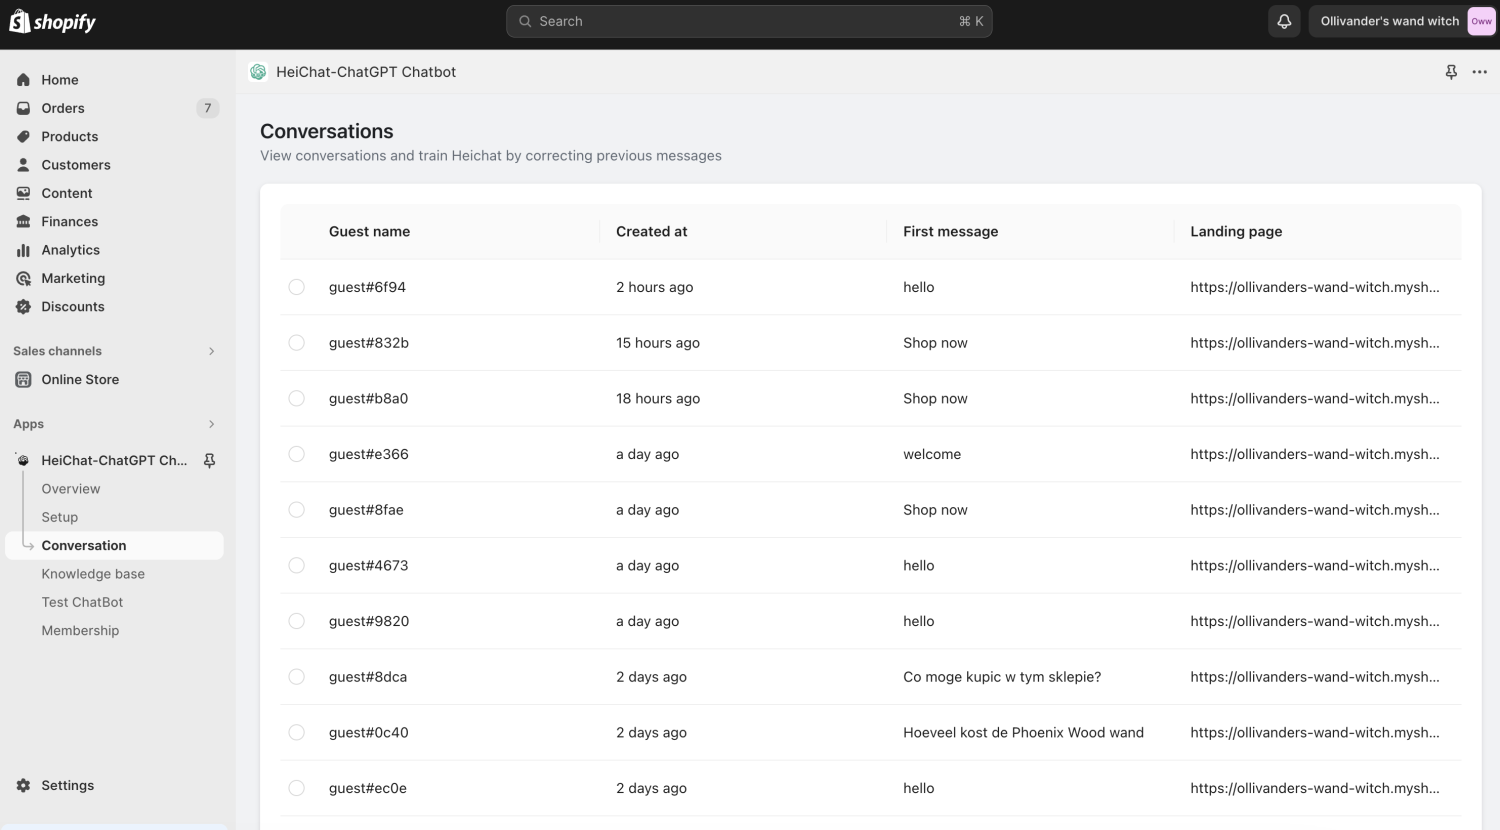 shopify
Search
⌘ K
Ollivander's wand witch
Oww
Home
Orders
7
Products
Customers
Content
Finances
Analytics
Marketing
Discounts
Sales channels
Online Store
Apps
HeiChat-ChatGPT Ch...
Overview
Setup
Conversation
Knowledge base
Test ChatBot
Membership
Settings
HeiChat-ChatGPT Chatbot
Conversations
View conversations and train Heichat by correcting previous messages
Guest name Created at First message Landing page
guest#6f94 2 hours ago hello https://ollivanders-wand-witch.mysh...
guest#832b 15 hours ago Shop now https://ollivanders-wand-witch.mysh...
guest#b8a0 18 hours ago Shop now https://ollivanders-wand-witch.mysh...
guest#e366 a day ago welcome https://ollivanders-wand-witch.mysh...
guest#8fae a day ago Shop now https://ollivanders-wand-witch.mysh...
guest#4673 a day ago hello https://ollivanders-wand-witch.mysh...
guest#9820 a day ago hello https://ollivanders-wand-witch.mysh...
guest#8dca 2 days ago Co moge kupic w tym sklepie? https://ollivanders-wand-witch.mysh...
guest#0c40 2 days ago Hoeveel kost de Phoenix Wood wand https://ollivanders-wand-witch.mysh...
guest#ec0e 2 days ago hello https://ollivanders-wand-witch.mysh...